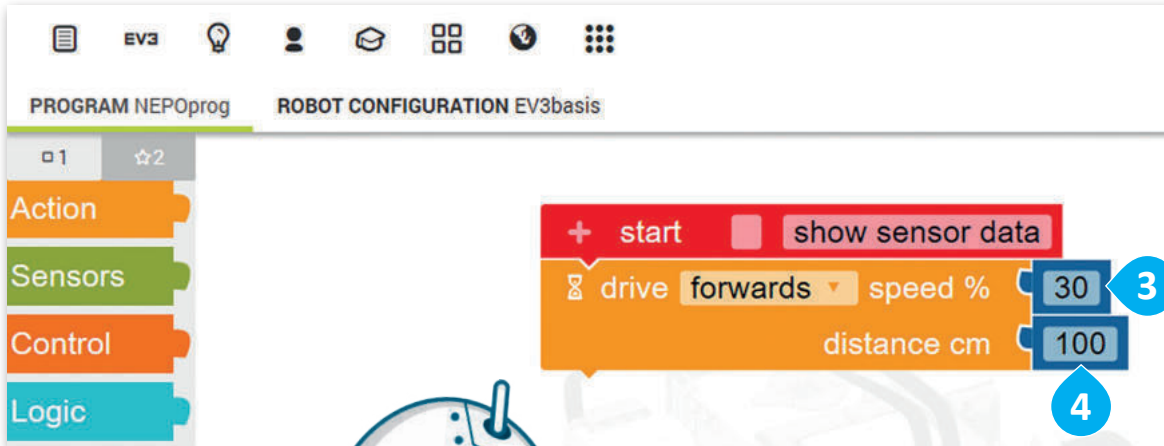 EV3
PROGRAM NEPOprog ROBOT CONFIGURATION EV3basis
1 2
Action
Sensors
Control
Logic
+ start show sensor data
drive forwards speed % 30 3
distance cm 100
4